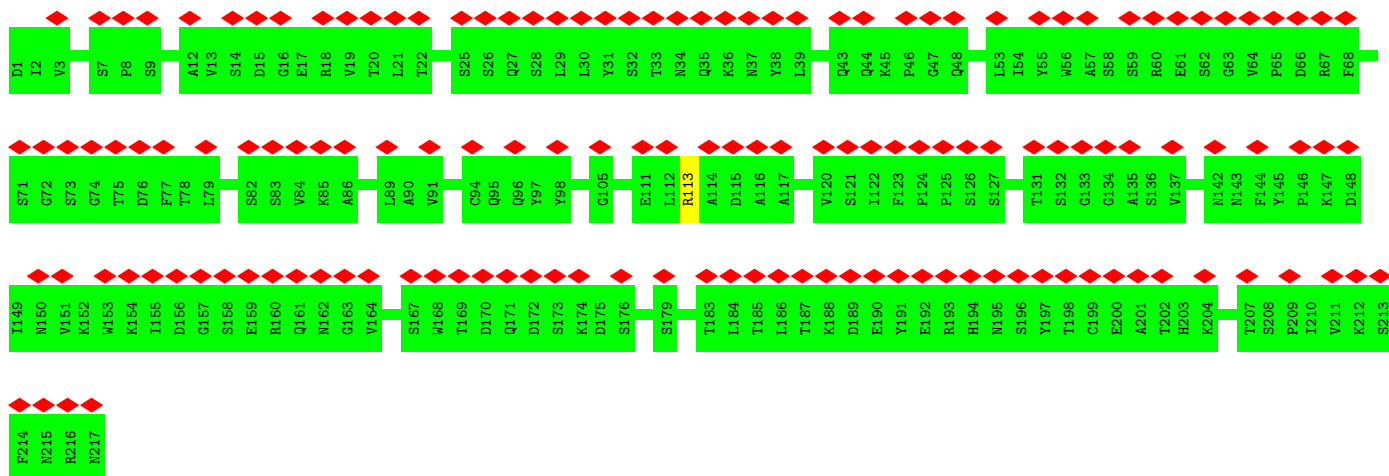 D1 I2 V3 S7 P8 S9 A12 V13 S14 D15 G16 E17 R18 V19 T20 L21 T22 S25 S26 Q27 S28 L29 L30 Y31 S32 T33 N34 Q35 K36 N37 Y38 L39 Q43 Q44 K45 P46 G47 Q48 L53 I54 Y55 W56 A57 S58 S59 R60 E61 S62 G63 V64 P65 D66 R67 F68
S71 G72 S73 G74 T75 D76 F77 T78 L79 S82 S83 V84 K85 A86 L89 A90 V91 C94 Q95 Q96 Y97 Y98 G105 E111 L112 R113 A114 D115 A116 A117 V120 S121 I122 F123 P124 P125 S126 S127 T131 S132 G133 G134 A135 S136 V137 N142 N143 F144 Y145 P146 K147 D148
I149 N150 V151 K152 W153 K154 I155 D156 G157 S158 E159 R160 Q161 N162 G163 V164 S167 W168 T169 D170 Q171 D172 S173 K174 D175 S176 S179 T183 L184 T185 L186 T187 K188 D189 E190 Y191 E192 R193 H194 N195 S196 Y197 T198 C199 E200 A201 T202 H203 K204 T207 S208 P209 I210 V211 K212 S213
F214 N215 R216 N217